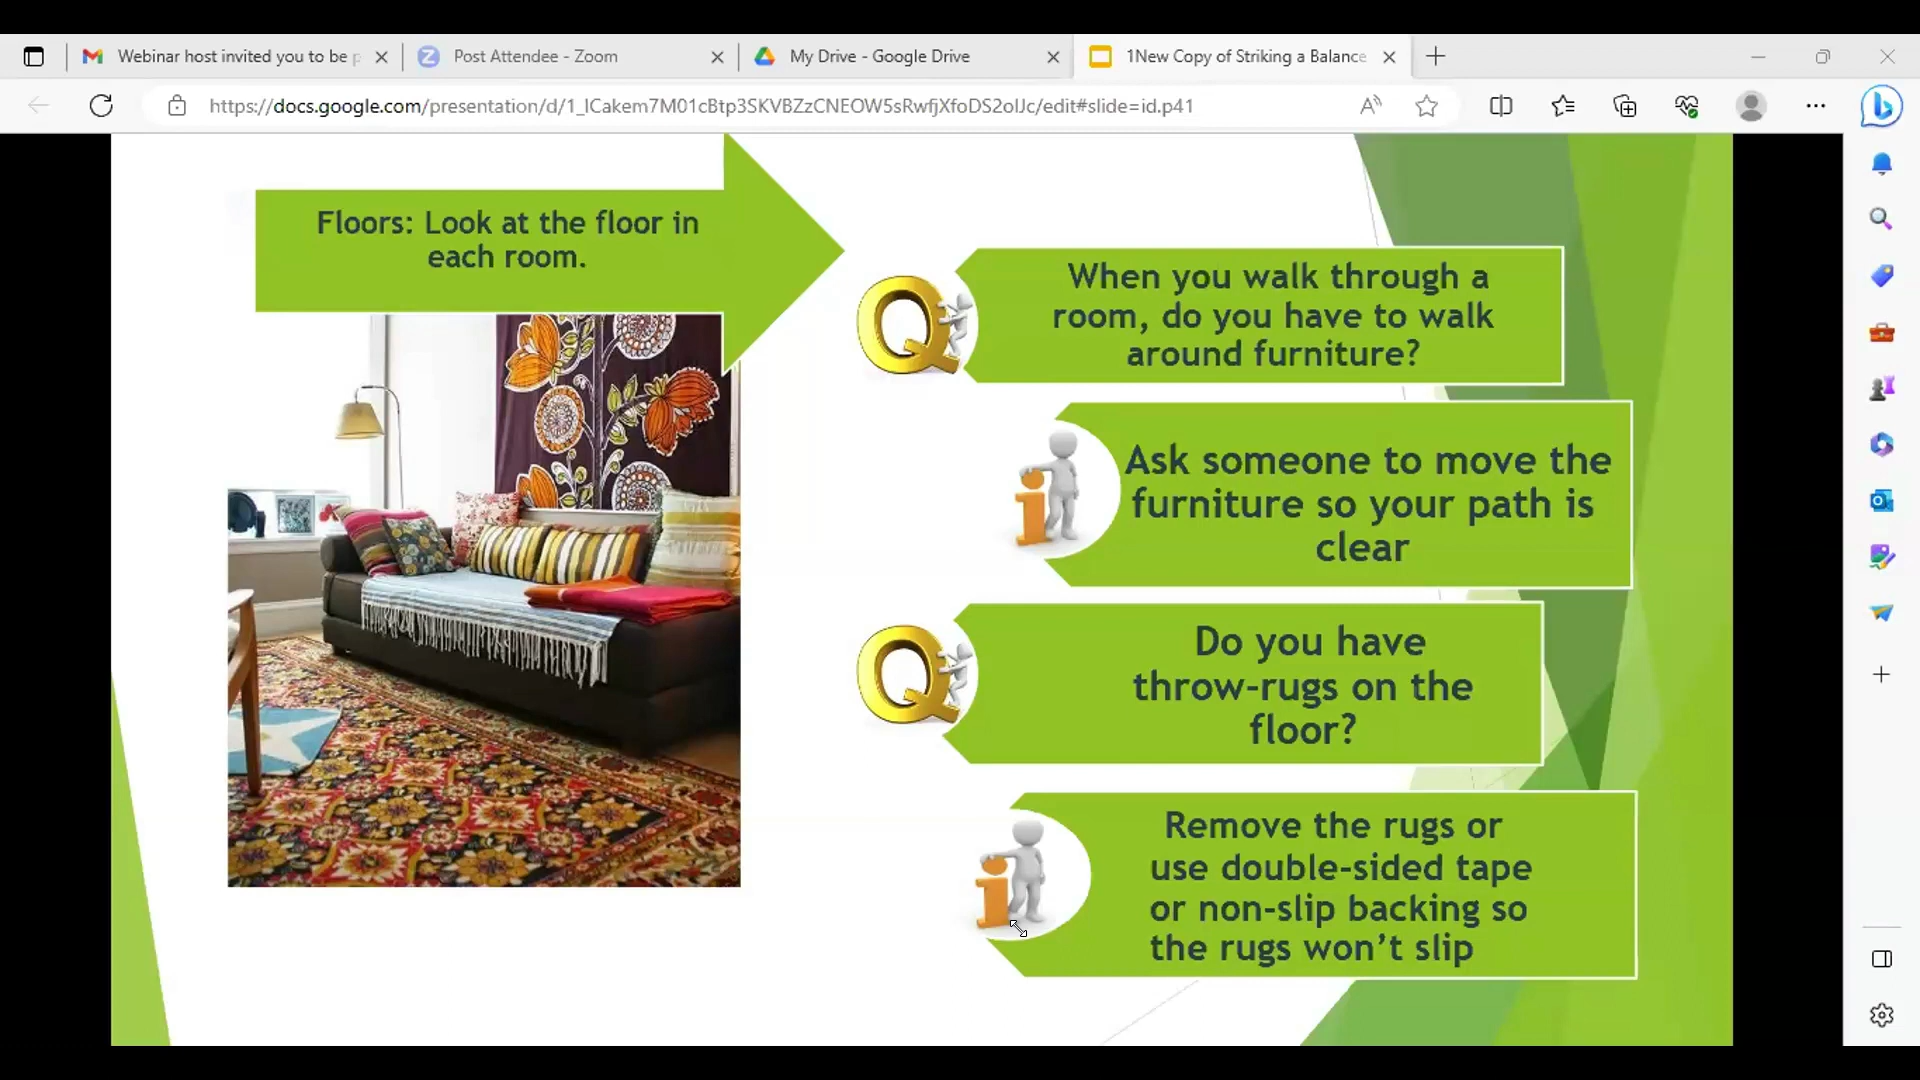 Webinar host invited you to be p
Post Attendee - Zoom
My Drive - Google Drive
1New Copy of Striking a Balance
https://docs.google.com/presentation/d/1_lCakem7M01cBtp3SKVBZzCNEOW5sRwfjXfoDS2olJc/edit#slide=id.p41
Floors: Look at the floor in
each room.
Q
When you walk through a
room, do you have to walk
around furniture?
i
Ask someone to move the
furniture so your path is
clear
Q
Do you have
throw-rugs on the
floor?
i
Remove the rugs or
use double-sided tape
or non-slip backing so
the rugs won’t slip